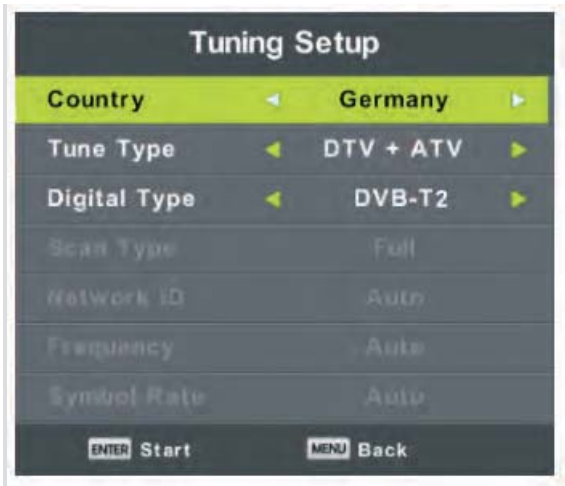 Tuning Setup
Country Germany
Tune Type DTV + ATV
Digital Type DVB-T2
Scan Type Full
Network ID Auto
Frequency Auto
Symbol Rate Auto
ENTER Start MENU Back